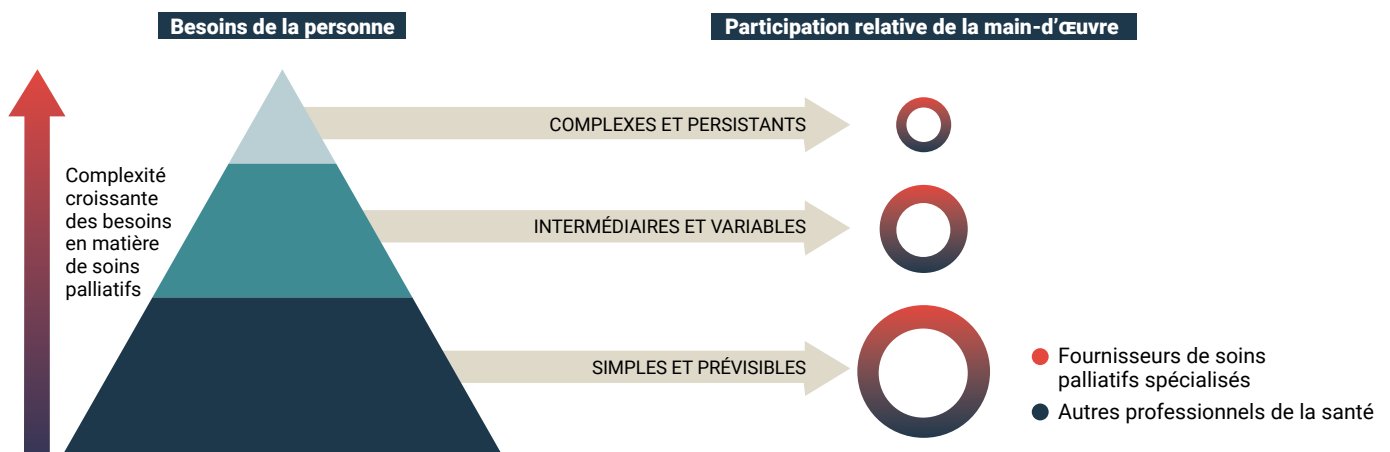 Besoins de la personne
Participation relative de la main-d'Œuvre
Complexité
croissante
des besoins
en matière
de soins
palliatifs
COMPLEXES ET PERSISTANTS
INTERMÉDIAIRES ET VARIABLES
SIMPLES ET PRÉVISIBLES
Fournisseurs de soins
palliatifs spécialisés
Autres professionnels de la santé